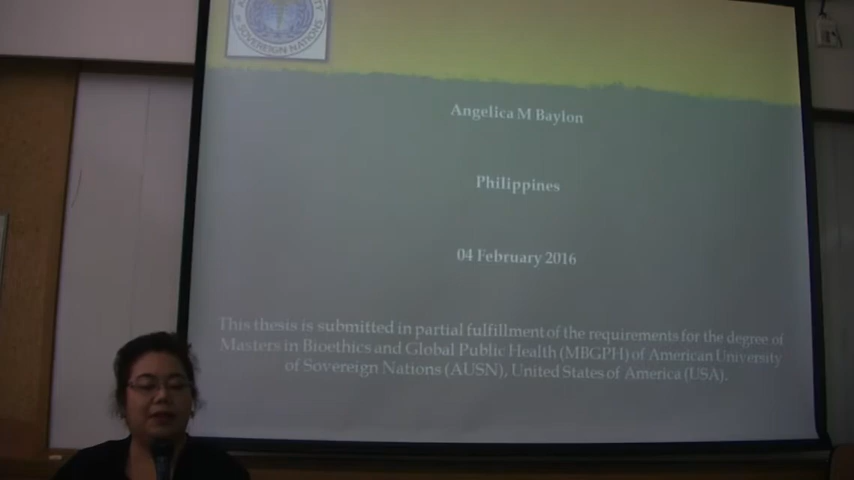 SOVEREIGN NATIONS
Angelica M Baylon
Philippines
04 February 2016
This thesis is submitted in partial fulfillment of the requirements for the degree of
Masters in Bioethics and Global Public Health (MBGPH) of American University
of Sovereign Nations (AUSN), United States of America (USA).